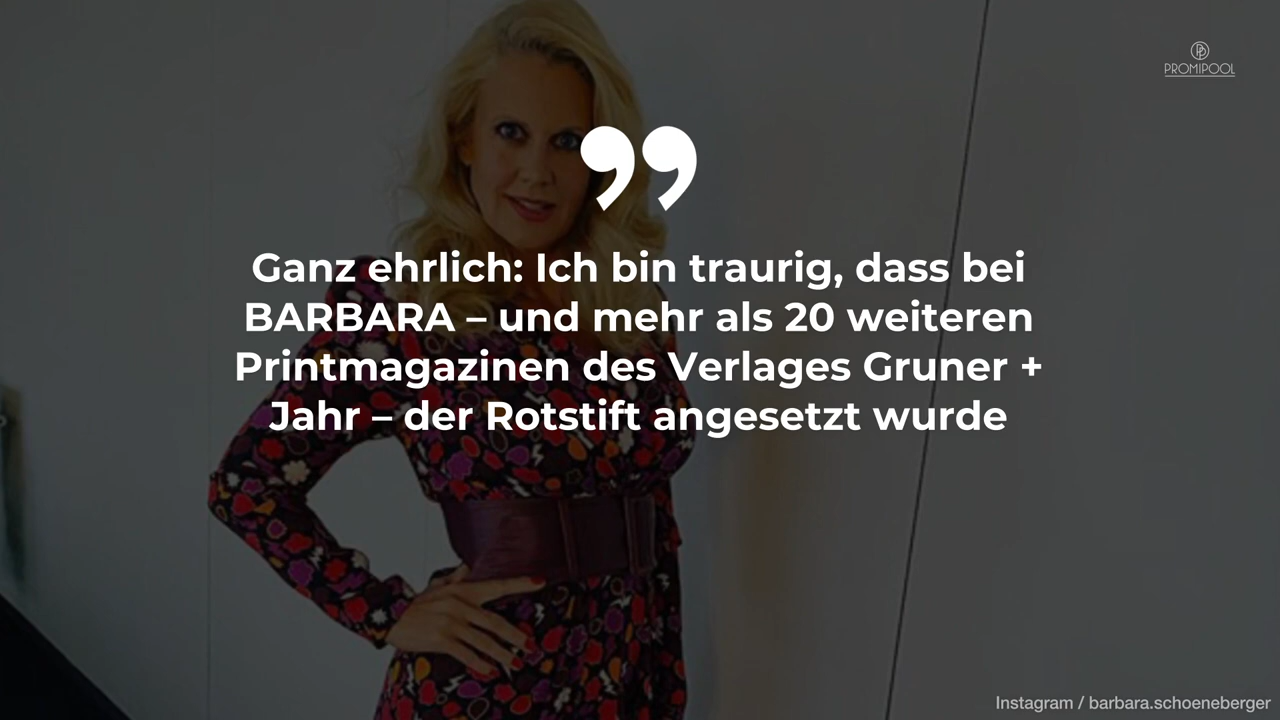 PROMIPOOL
”
Ganz ehrlich: Ich bin traurig, dass bei
BARBARA – und mehr als 20 weiteren
Printmagazinen des Verlages Gruner +
Jahr – der Rotstift angesetzt wurde
Instagram / barbara.schoeneberger